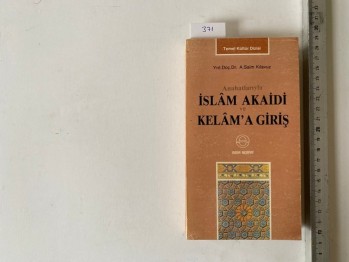 371
Temel Kültür Dizisi
Yrd. Doç. Dr. A. Saim Kılavuz
Anahatlarıyla
İSLÂM AKAİDİ
VE
KELÂM'A GİRİŞ